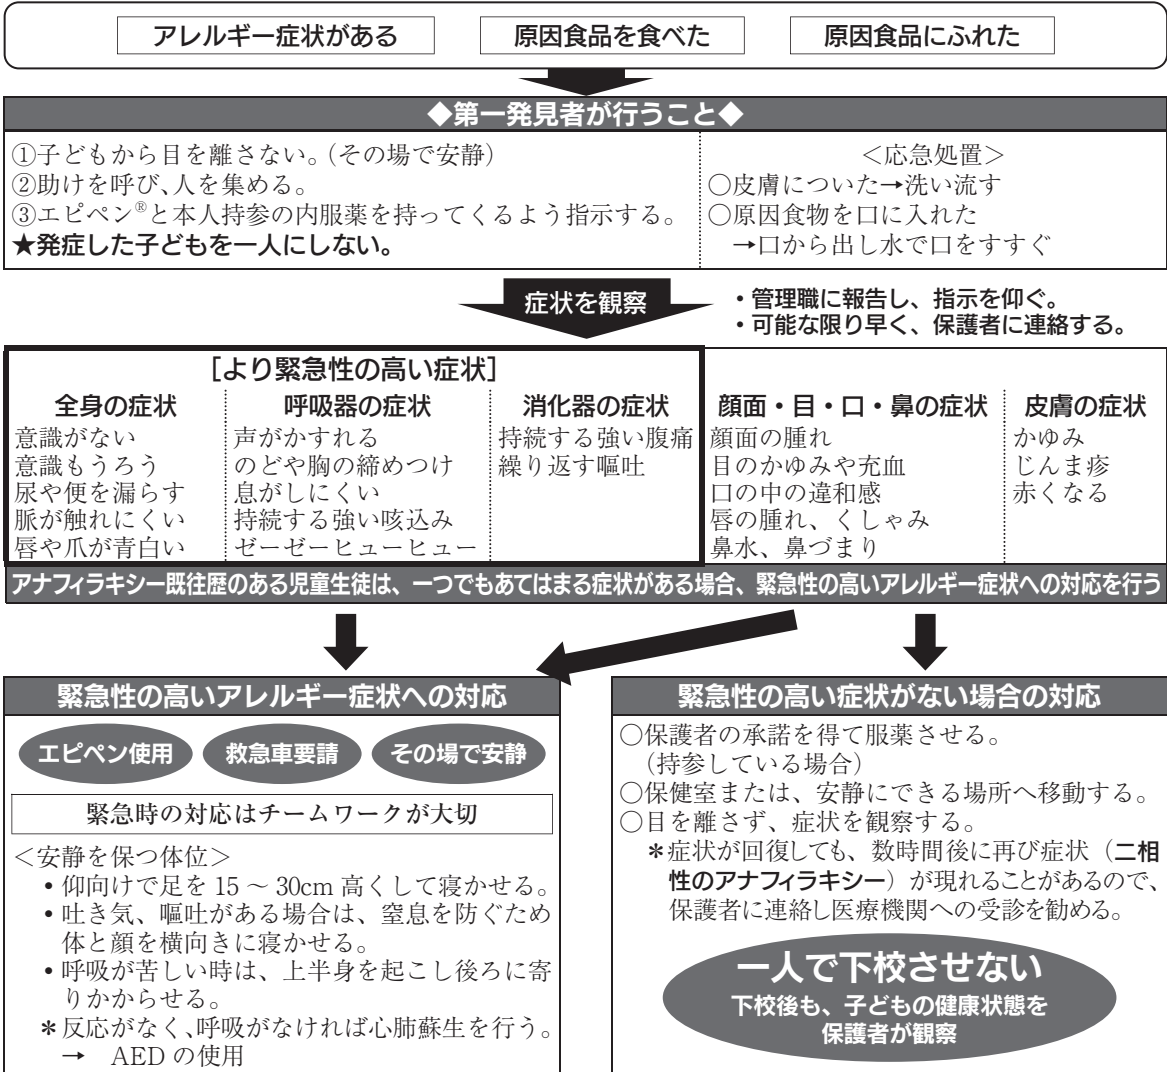 アレルギー症状がある
原因食品を食べた
原因食品にふれた
◆第一発見者が行うこと◆
①子どもから目を離さない。(その場で安静)
②助けを呼び、人を集める。
③エピペン®と本人持参の内服薬を持ってくるよう指示する。
★発症した子どもを一人にしない。
<応急処置>
○皮膚についた→洗い流す
○原因食物を口に入れた
→口から出し水で口をすすぐ
症状を観察
・管理職に報告し、指示を仰ぐ。
・可能な限り早く、保護者に連絡する。
[より緊急性の高い症状]
全身の症状
意識がない
意識もうろう
尿や便を漏らす
脈が触れにくい
唇や爪が青白い
呼吸器の症状
声がかすれる
のどや胸の締めつけ
息がしにくい
持続する強い咳込み
ゼーゼーヒューヒュー
消化器の症状
持続する強い腹痛
繰り返す嘔吐
顔面・目・口・鼻の症状
顔面の腫れ
目のかゆみや充血
口の中の違和感
唇の腫れ、くしゃみ
鼻水、鼻づまり
皮膚の症状
かゆみ
じんま疹
赤くなる
アナフィラキシー既往歴のある児童生徒は、一つでもあてはまる症状がある場合、緊急性の高いアレルギー症状への対応を行う
緊急性の高いアレルギー症状への対応
エピペン使用
救急車要請
その場で安静
緊急時の対応はチームワークが大切
<安静を保つ体位>
•仰向けで足を 15 ～ 30cm 高くして寝かせる。
•吐き気、嘔吐がある場合は、窒息を防ぐため
体と顔を横向きに寝かせる。
•呼吸が苦しい時は、上半身を起こし後ろに寄
りかからせる。
＊反応がなく、呼吸がなければ心肺蘇生を行う。
→ AED の使用
緊急性の高い症状がない場合の対応
○保護者の承諾を得て服薬させる。
(持参している場合)
○保健室または、安静にできる場所へ移動する。
○目を離さず、症状を観察する。
＊症状が回復しても、数時間後に再び症状（二相
性のアナフィラキシー）が現れることがあるので、
保護者に連絡し医療機関への受診を勧める。
一人で下校させない
下校後も、子どもの健康状態を
保護者が観察